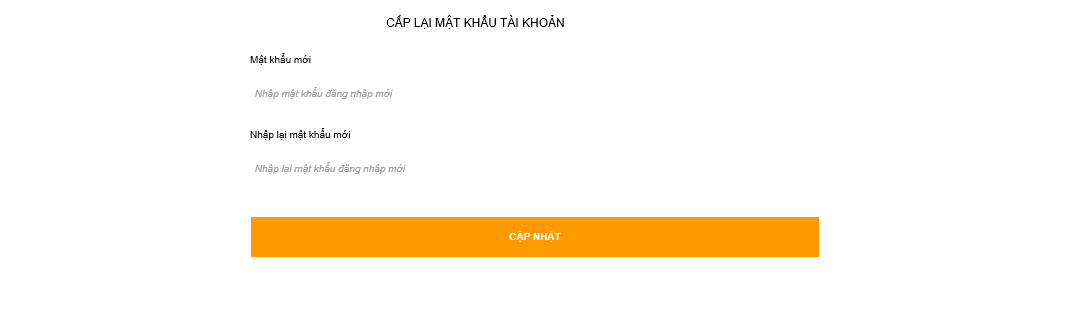 CẤP LẠI MẬT KHẨU TÀI KHOẢN
Mật khẩu mới
Nhập mật khẩu đăng nhập mới
Nhập lại mật khẩu mới
Nhập lại mật khẩu đăng nhập mới
CẬP NHẬT